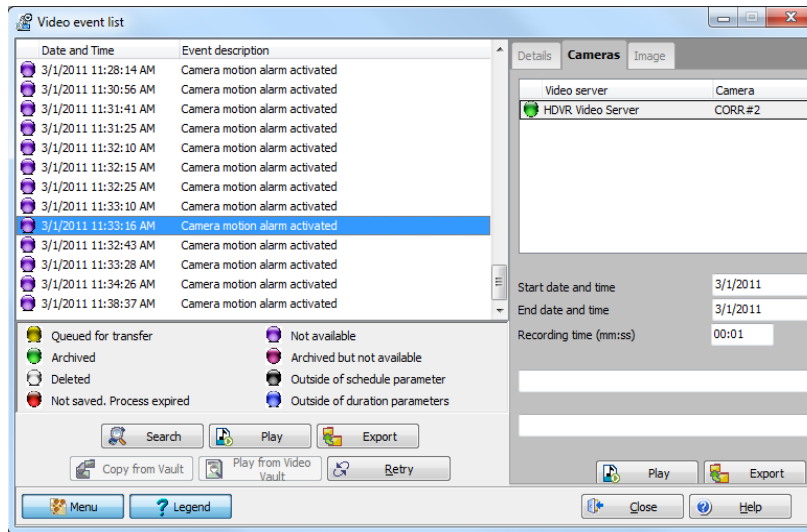 Video event list
Date and Time Event description
3/1/2011 11:28:14 AM Camera motion alarm activated
3/1/2011 11:30:56 AM Camera motion alarm activated
3/1/2011 11:31:41 AM Camera motion alarm activated
3/1/2011 11:31:25 AM Camera motion alarm activated
3/1/2011 11:32:10 AM Camera motion alarm activated
3/1/2011 11:32:15 AM Camera motion alarm activated
3/1/2011 11:32:25 AM Camera motion alarm activated
3/1/2011 11:33:10 AM Camera motion alarm activated
3/1/2011 11:33:16 AM Camera motion alarm activated
3/1/2011 11:32:43 AM Camera motion alarm activated
3/1/2011 11:33:28 AM Camera motion alarm activated
3/1/2011 11:34:26 AM Camera motion alarm activated
3/1/2011 11:38:37 AM Camera motion alarm activated
Queued for transfer Not available
Archived Archived but not available
Deleted Outside of schedule parameter
Not saved. Process expired Outside of duration parameters
Search Play Export
Copy from Vault Play from Video Vault Retry
Menu Legend
Details Cameras Image
Video server Camera
HDVR Video Server CORR#2
Start date and time 3/1/2011
End date and time 3/1/2011
Recording time (mm:ss) 00:01
Play Export
Close Help